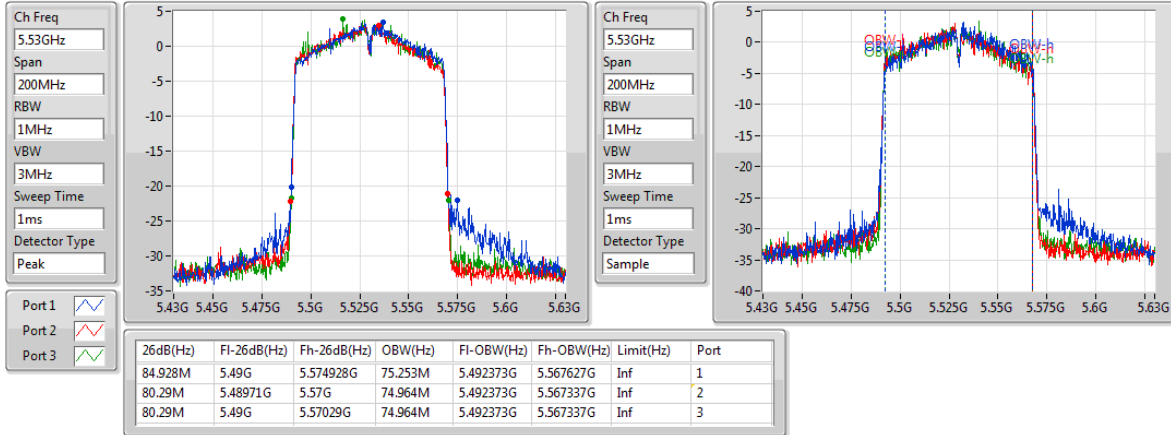 Ch Freq
5.53GHz
Span
200MHz
RBW
1MHz
VBW
3MHz
Sweep Time
1ms
Detector Type
Peak
Port 1
Port 2
Port 3
5
0
-5
-10
-15
-20
-25
-30
-35
5.43G 5.45G 5.475G 5.5G 5.525G 5.55G 5.575G 5.6G 5.63G
Ch Freq
5.53GHz
Span
200MHz
RBW
1MHz
VBW
3MHz
Sweep Time
1ms
Detector Type
Sample
5
0
-5
-10
-15
-20
-25
-30
-35
-40
OBW-h
5.43G 5.45G 5.475G 5.5G 5.525G 5.55G 5.575G 5.6G 5.63G
26dB(Hz) Fl-26dB(Hz) Fh-26dB(Hz) OBW(Hz) Fl-OBW(Hz) Fh-OBW(Hz) Limit(Hz) Port
84.928M 5.49G 5.574928G 75.253M 5.492373G 5.567627G Inf 1
80.29M 5.48971G 5.57G 74.964M 5.492373G 5.567337G Inf 2
80.29M 5.49G 5.57029G 74.964M 5.492373G 5.567337G Inf 3